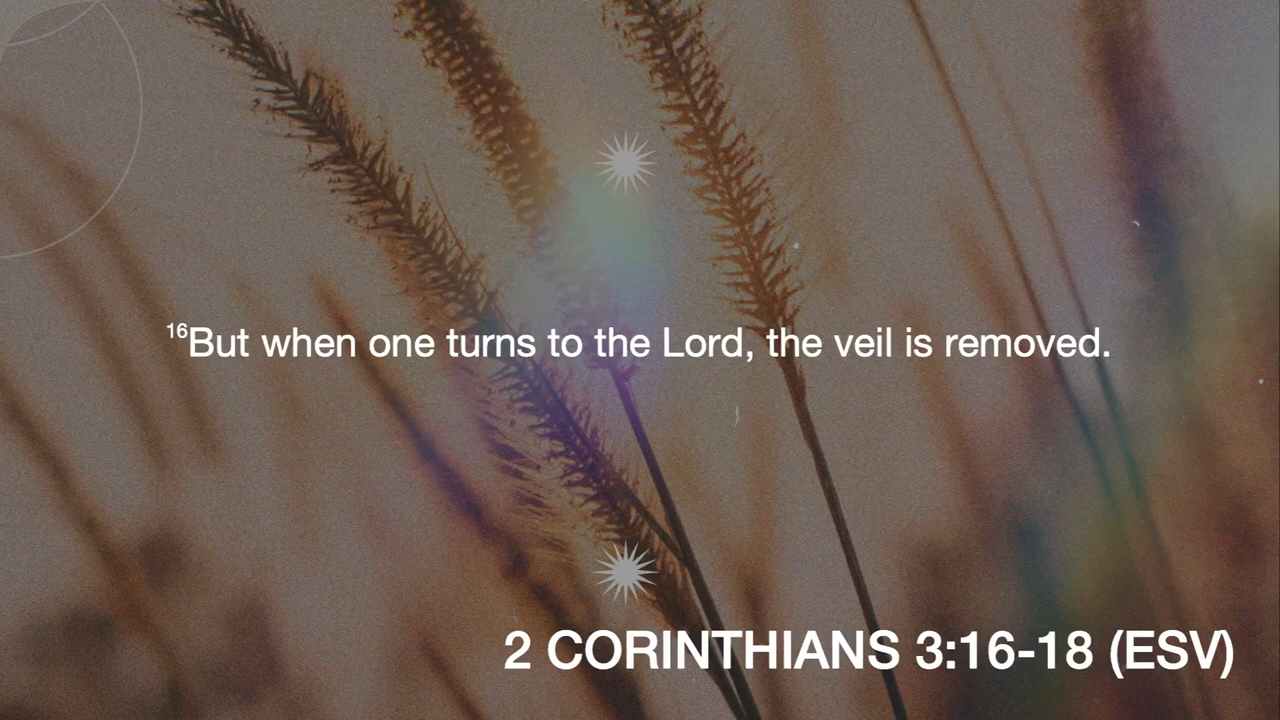 16But when one turns to the Lord, the veil is removed.
2 CORINTHIANS 3:16-18 (ESV)